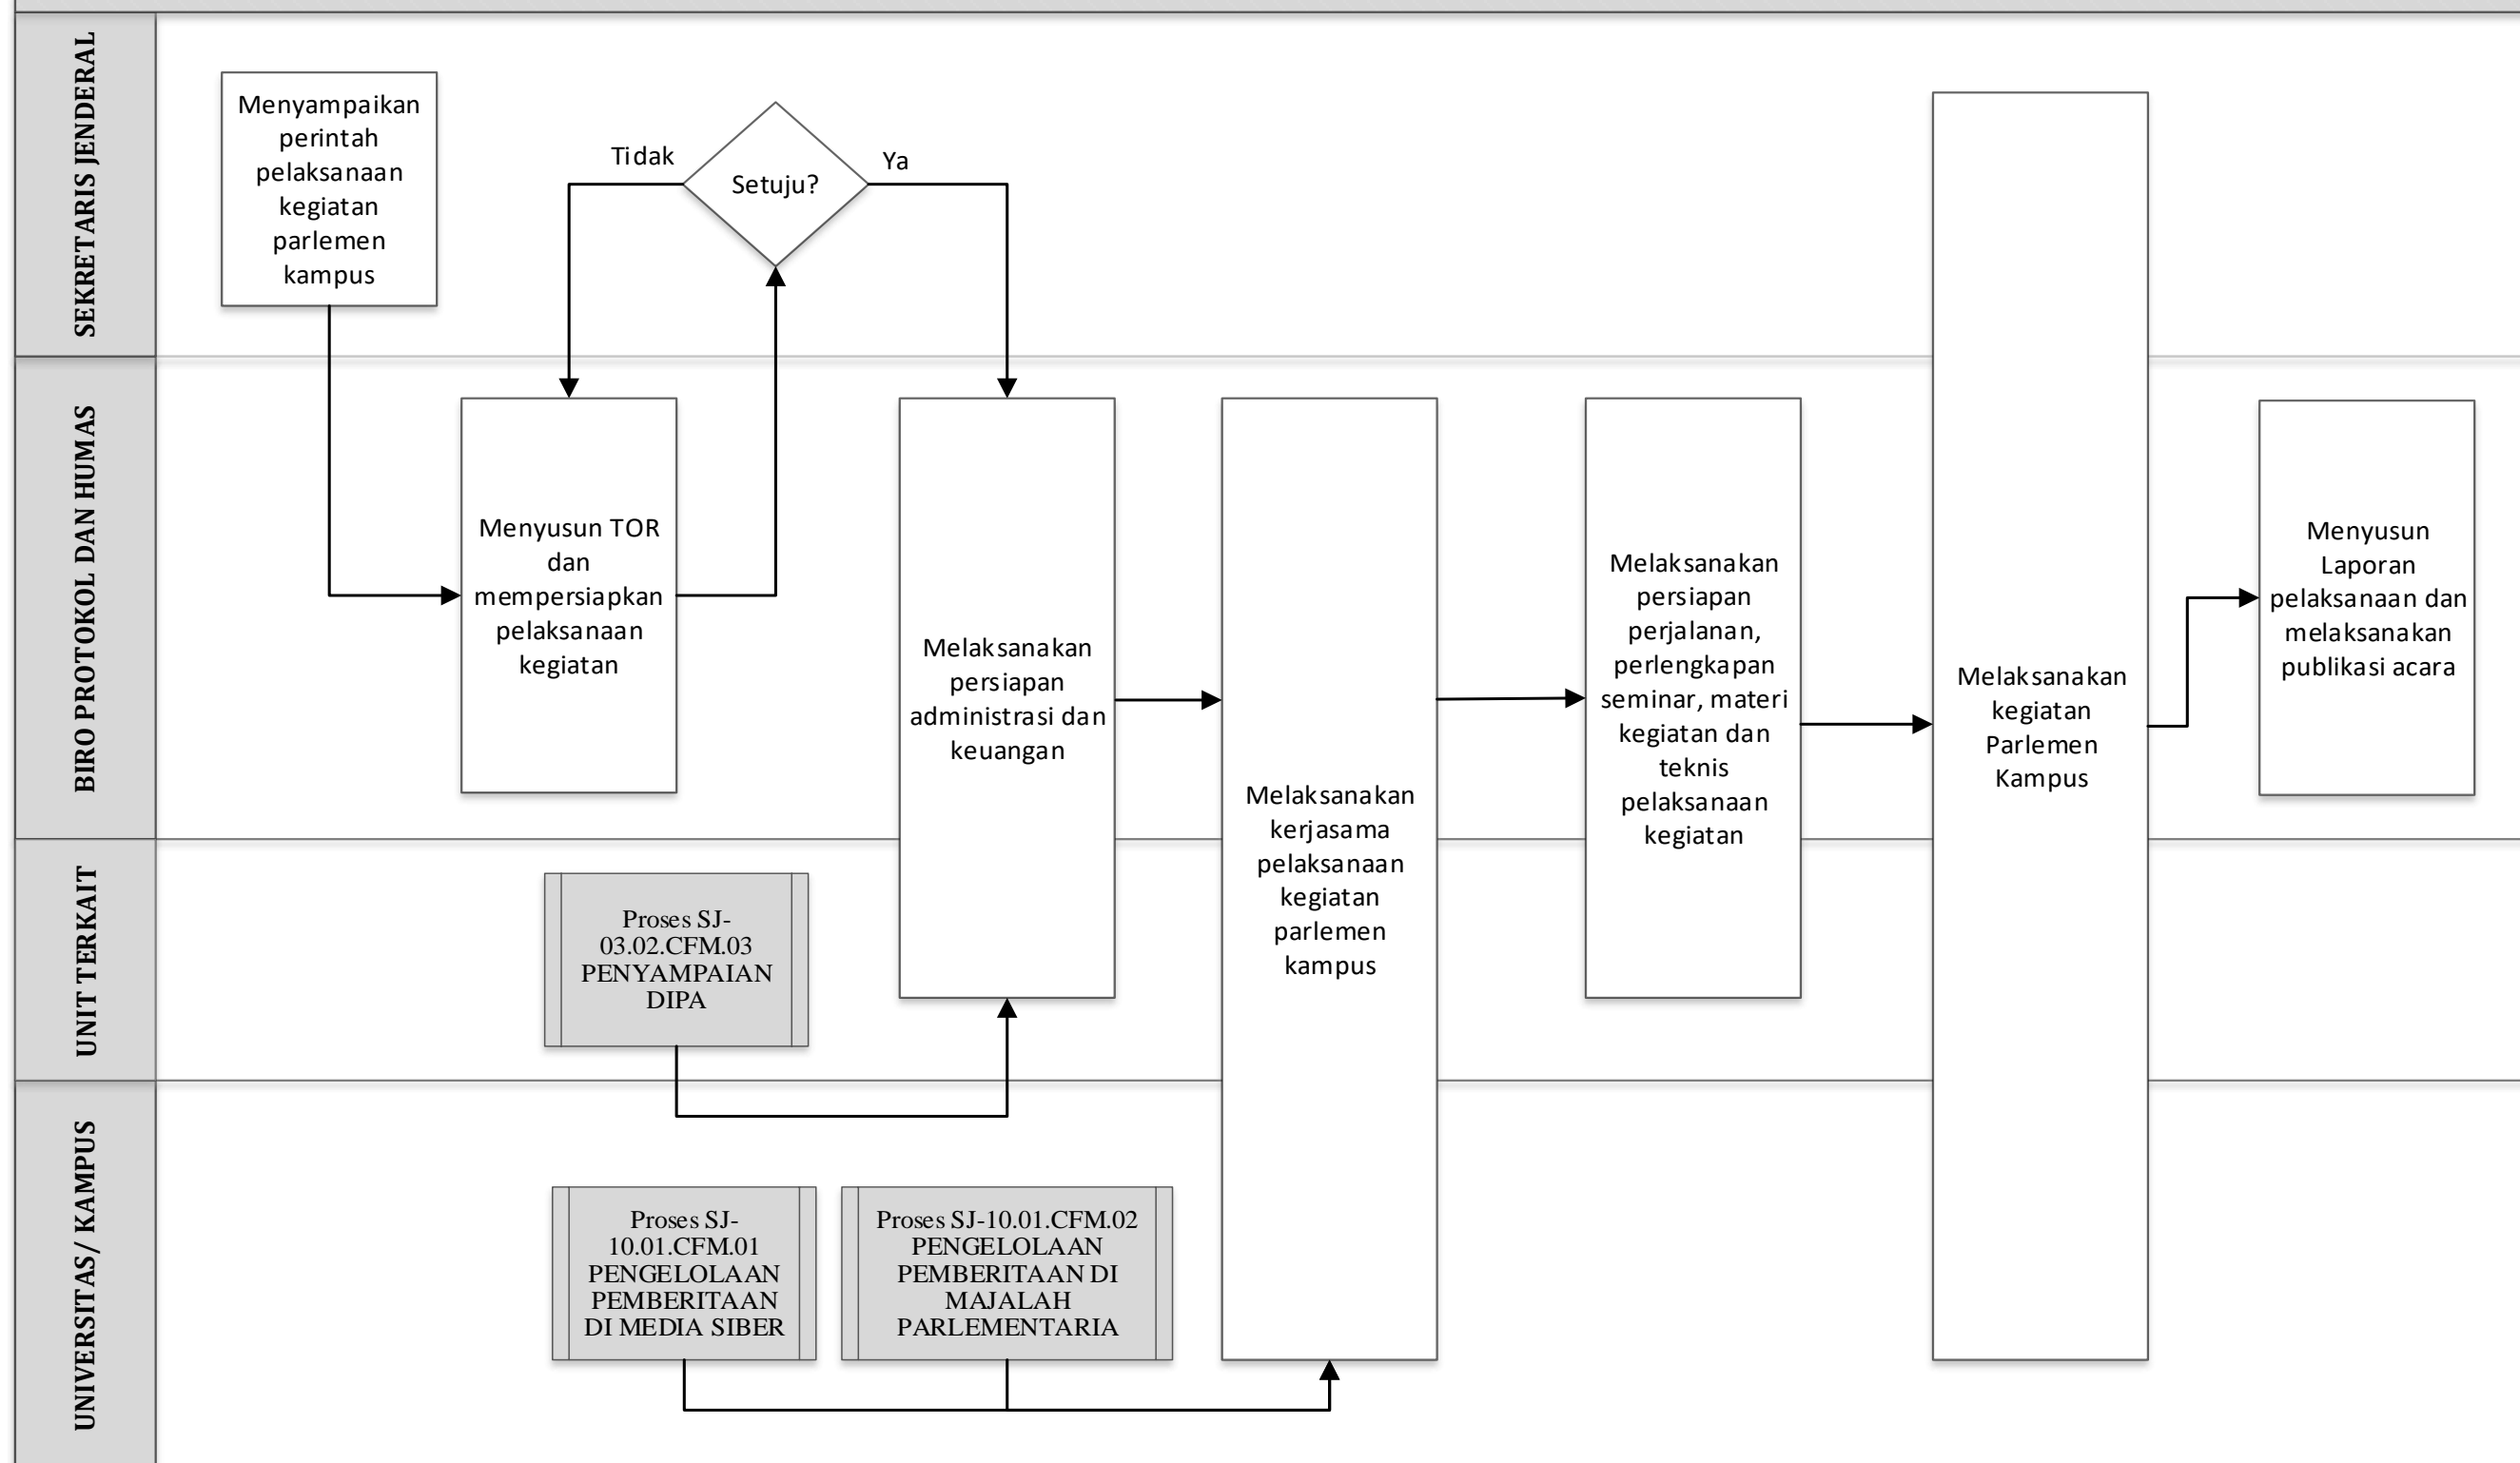 SEKRETARIS JENDERAL
Menyampaikan
perintah
pelaksanaan
kegiatan
parlemen
kampus
Tidak
Setuju?
Ya
BIRO PROTOKOL DAN HUMAS
Menyusun TOR
dan
mempersiapkan
pelaksanaan
kegiatan
Melaksanakan
persiapan
administrasi dan
keuangan
Melaksanakan
kerjasama
pelaksanaan
kegiatan
parlemen
kampus
Melaksanakan
persiapan
perjalanan,
perlengkapan
seminar, materi
kegiatan dan
teknis
pelaksanaan
kegiatan
Melaksanakan
kegiatan
Parlemen
Kampus
Menyusun
Laporan
pelaksanaan dan
melaksanakan
publikasi acara
UNIT TERKAIT
Proses SJ-
03.02.CFM.03
PENYAMPAIAN
DIPA
UNIVERSITAS/ KAMPUS
Proses SJ-
10.01.CFM.01
PENGELOLAAN
PEMBERITAAN
DI MEDIA SIBER
Proses SJ-10.01.CFM.02
PENGELOLAAN
PEMBERITAAN DI
MAJALAH
PARLEMENTARIA